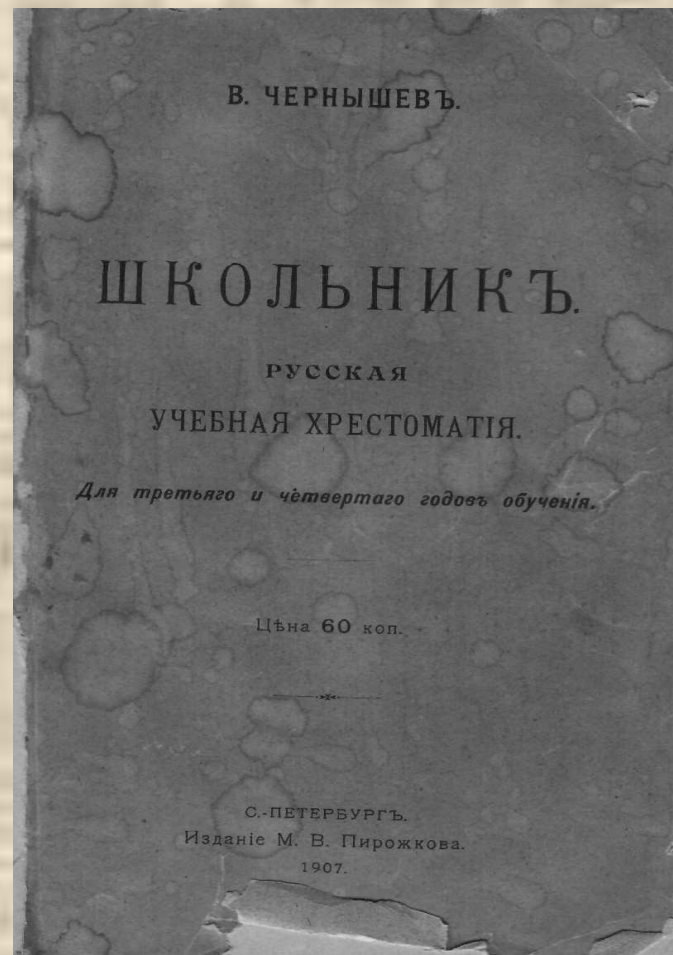 В. ЧЕРНЫШЕВЪ.
ШКОЛЬНИКЪ.
РУССКАЯ
УЧЕБНАЯ ХРЕСТОМАТІЯ.
Для третьяго и четвертаго годовъ обученія.
Цѣна 60 коп.
С.-ПЕТЕРБУРГЪ.
Изданіе М. В. Пирожкова.
1907.